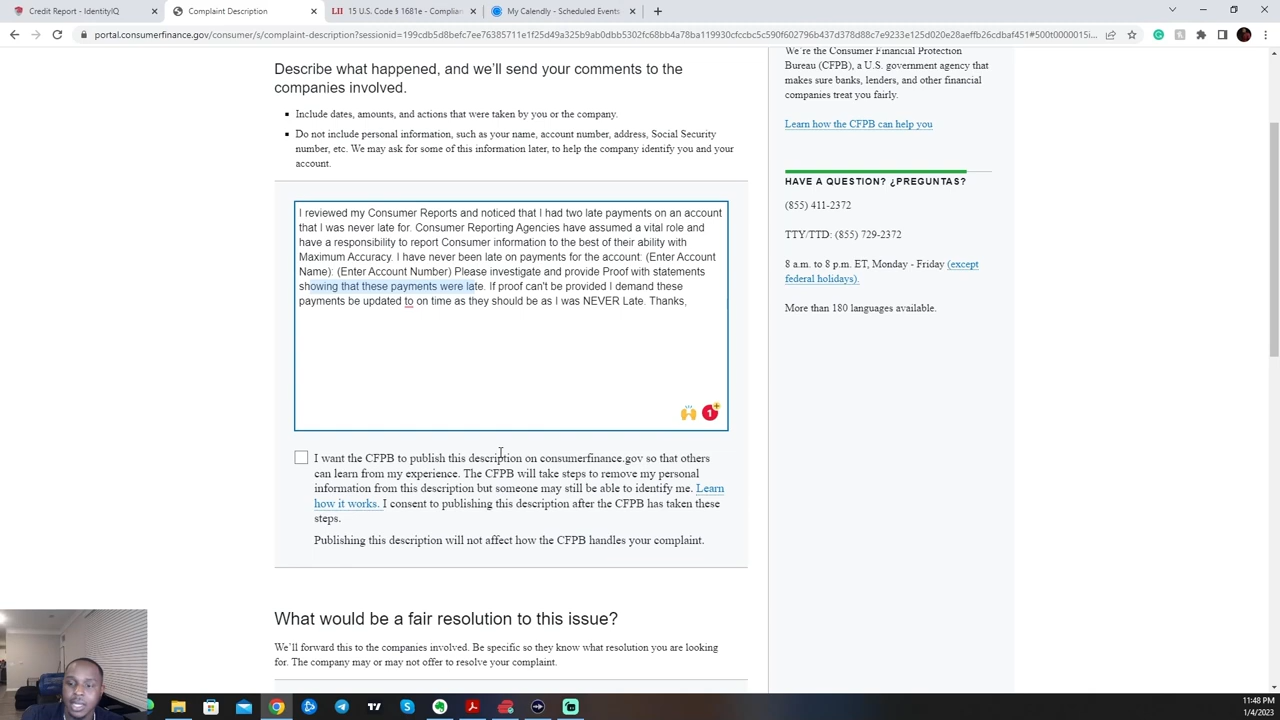 Credit Report - IdentityIQ
Complaint Description
15 U.S. Code § 1681e - Complian
My Calendly - Scheduled Events
Describe what happened, and we'll send your comments to the
companies involved.
Include dates, amounts, and actions that were taken by you or the company.
Do not include personal information, such as your name, account number, address, Social Security
number, etc. We may ask for some of this information later, to help the company identify you and your
account.
I reviewed my Consumer Reports and noticed that I had two late payments on an account
that I was never late for. Consumer Reporting Agencies have assumed a vital role and
have a responsibility to report Consumer information to the best of their ability with
Maximum Accuracy. I have never been late on payments for the account: (Enter Account
Name): (Enter Account Number) Please investigate and provide Proof with statements
showing that these payments were late. If proof can't be provided I demand these
payments be updated to on time as they should be as I was NEVER Late. Thanks,
1
I want the CFPB to publish this description on consumerfinance.gov so that others
can learn from my experience. The CFPB will take steps to remove my personal
information from this description but someone may still be able to identify me. Learn
how it works. I consent to publishing this description after the CFPB has taken these
steps.
Publishing this description will not affect how the CFPB handles your complaint.
What would be a fair resolution to this issue?
We'll forward this to the companies involved. Be specific so they know what resolution you are looking
for. The company may or may not offer to resolve your complaint.
We're the Consumer Financial Protection
Bureau (CFPB), a U.S. government agency that
makes sure banks, lenders, and other financial
companies treat you fairly.
Learn how the CFPB can help you
HAVE A QUESTION? ¿PREGUNTAS?
(855) 411-2372
TTY/TTD: (855) 729-2372
8 a.m. to 8 p.m. ET, Monday - Friday (except
federal holidays).
More than 180 languages available.
11:48 PM
1/4/2023